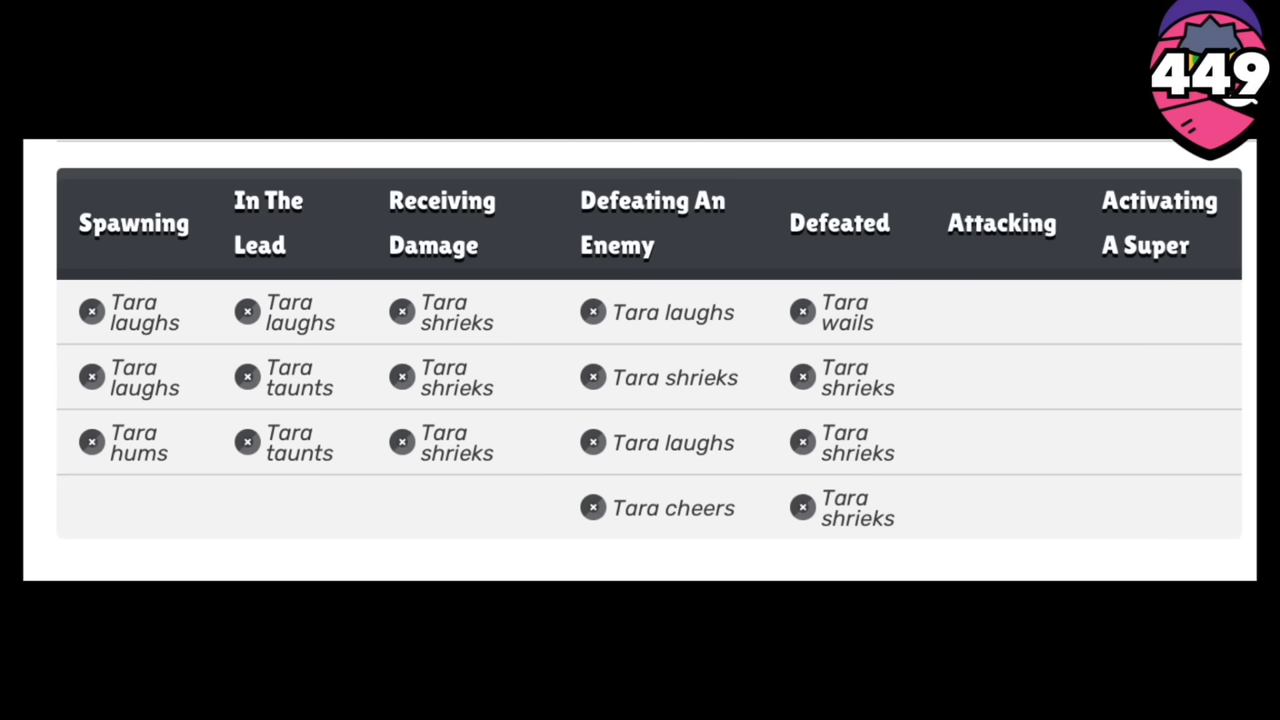 449
Spawning
In The
Lead
Receiving
Damage
Defeating An
Enemy
Defeated
Attacking
Activating
A Super
Tara
laughs
Tara
laughs
Tara
shrieks
Tara laughs
Tara
wails
Tara
laughs
Tara
taunts
Tara
shrieks
Tara shrieks
Tara
shrieks
Tara
hums
Tara
taunts
Tara
shrieks
Tara laughs
Tara
shrieks
Tara cheers
Tara
shrieks